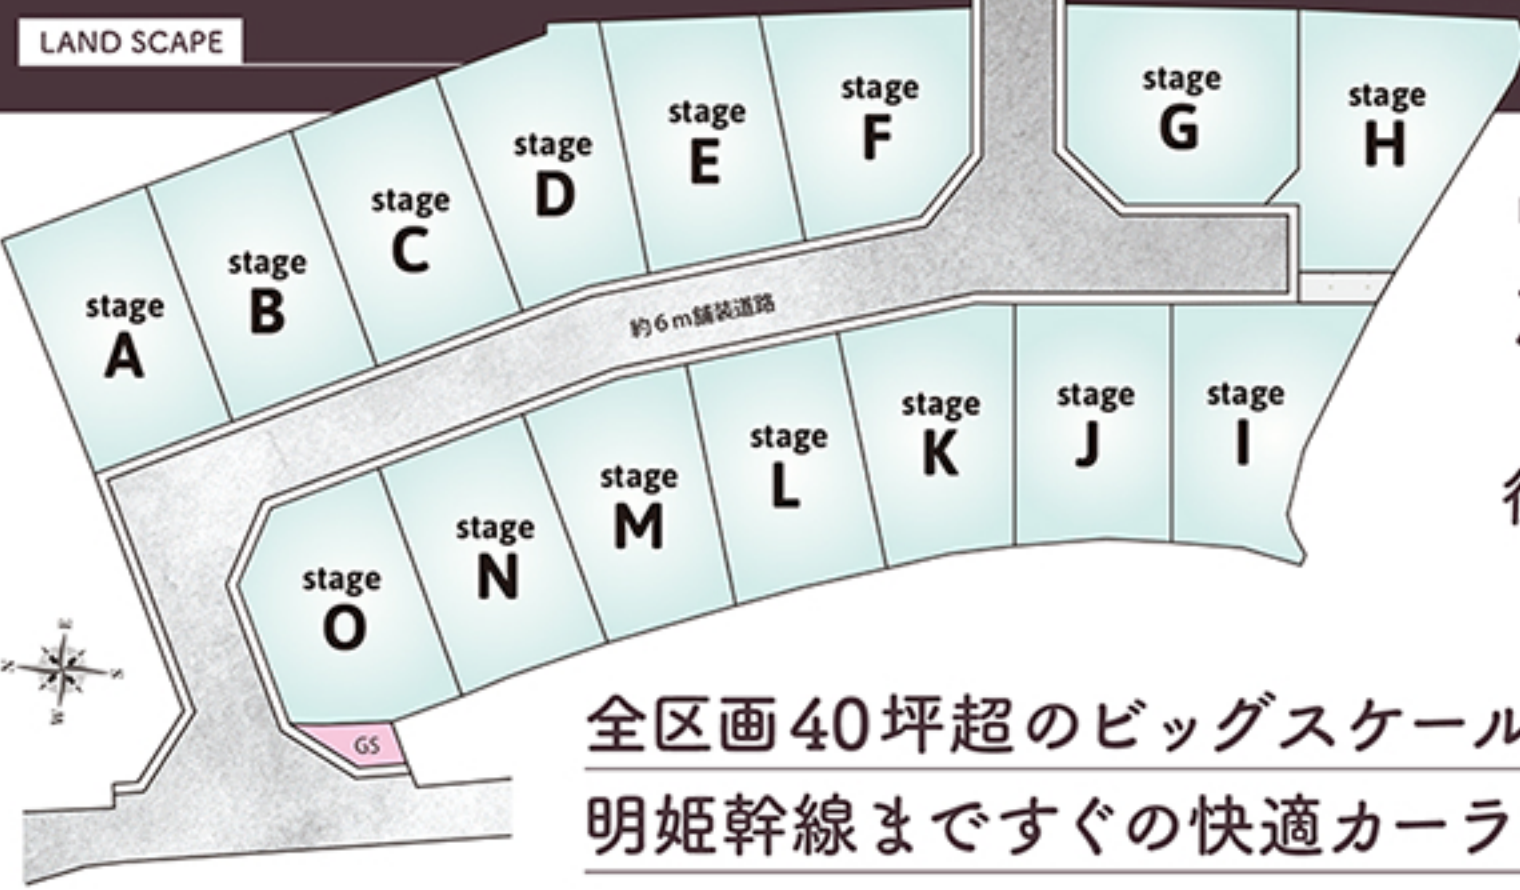 LAND SCAPE
stage
A
stage
B
stage
C
stage
D
stage
E
stage
F
stage
G
stage
H
約6m舗装道路
stage
O
stage
N
stage
M
stage
L
stage
K
stage
J
stage
I
E
N
S
W
GS
全区画40坪超のビッグスケール
明姫幹線まですぐの快適カーラ